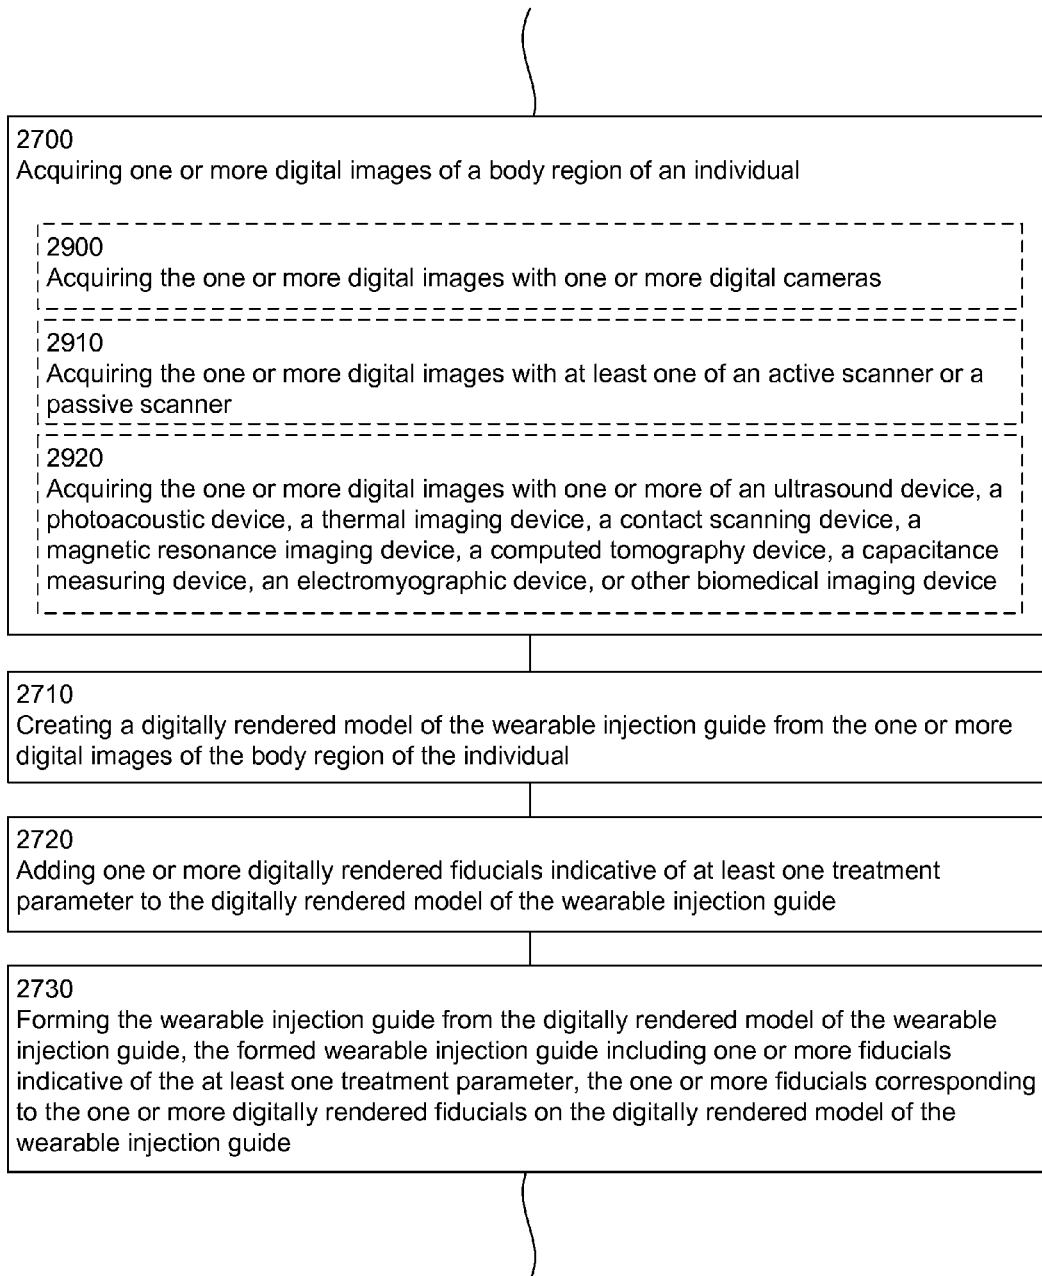 2700
Acquiring one or more digital images of a body region of an individual
2900
Acquiring the one or more digital images with one or more digital cameras
2910
Acquiring the one or more digital images with at least one of an active scanner or a
passive scanner
2920
Acquiring the one or more digital images with one or more of an ultrasound device, a
photoacoustic device, a thermal imaging device, a contact scanning device, a
magnetic resonance imaging device, a computed tomography device, a capacitance
measuring device, an electromyographic device, or other biomedical imaging device
2710
Creating a digitally rendered model of the wearable injection guide from the one or more
digital images of the body region of the individual
2720
Adding one or more digitally rendered fiducials indicative of at least one treatment
parameter to the digitally rendered model of the wearable injection guide
2730
Forming the wearable injection guide from the digitally rendered model of the wearable
injection guide, the formed wearable injection guide including one or more fiducials
indicative of the at least one treatment parameter, the one or more fiducials corresponding
to the one or more digitally rendered fiducials on the digitally rendered model of the
wearable injection guide